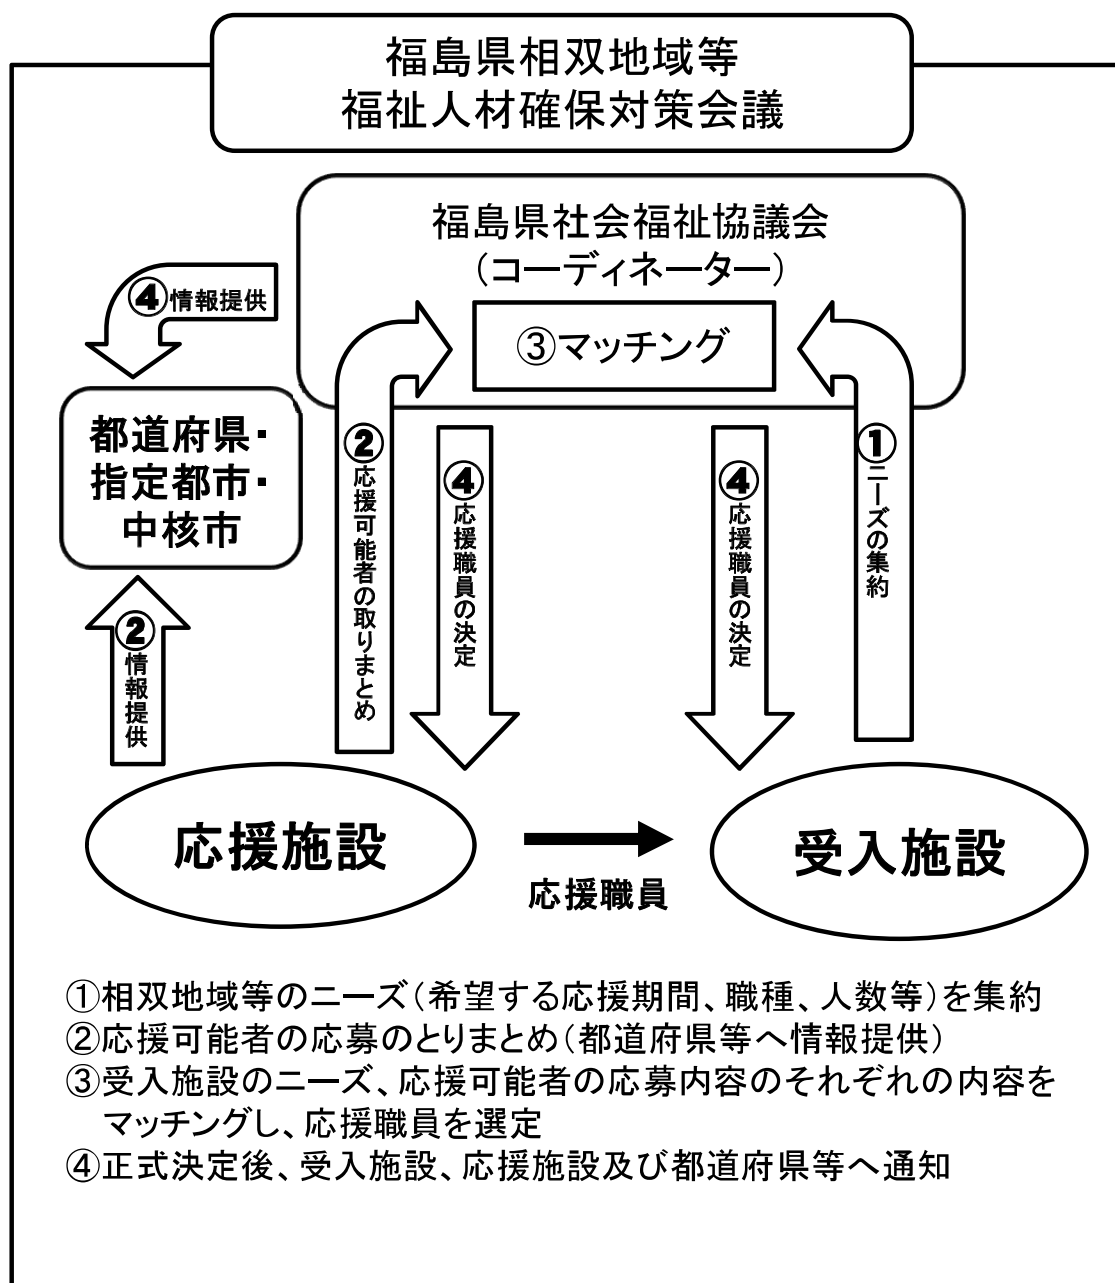 福島県相双地域等
福祉人材確保対策会議
福島県社会福祉協議会
（コーディネーター）
④情報提供
③マッチング
都道府県・
指定都市・
中核市
②応援可能者の取りまとめ
④応援職員の決定
④応援職員の決定
①ニーズの集約
②情報提供
応援施設
応援職員
受入施設
①相双地域等のニーズ（希望する応援期間、職種、人数等）を集約
②応援可能者の応募のとりまとめ（都道府県等へ情報提供）
③受入施設のニーズ、応援可能者の応募内容のそれぞれの内容を
マッチングし、応援職員を選定
④正式決定後、受入施設、応援施設及び都道府県等へ通知